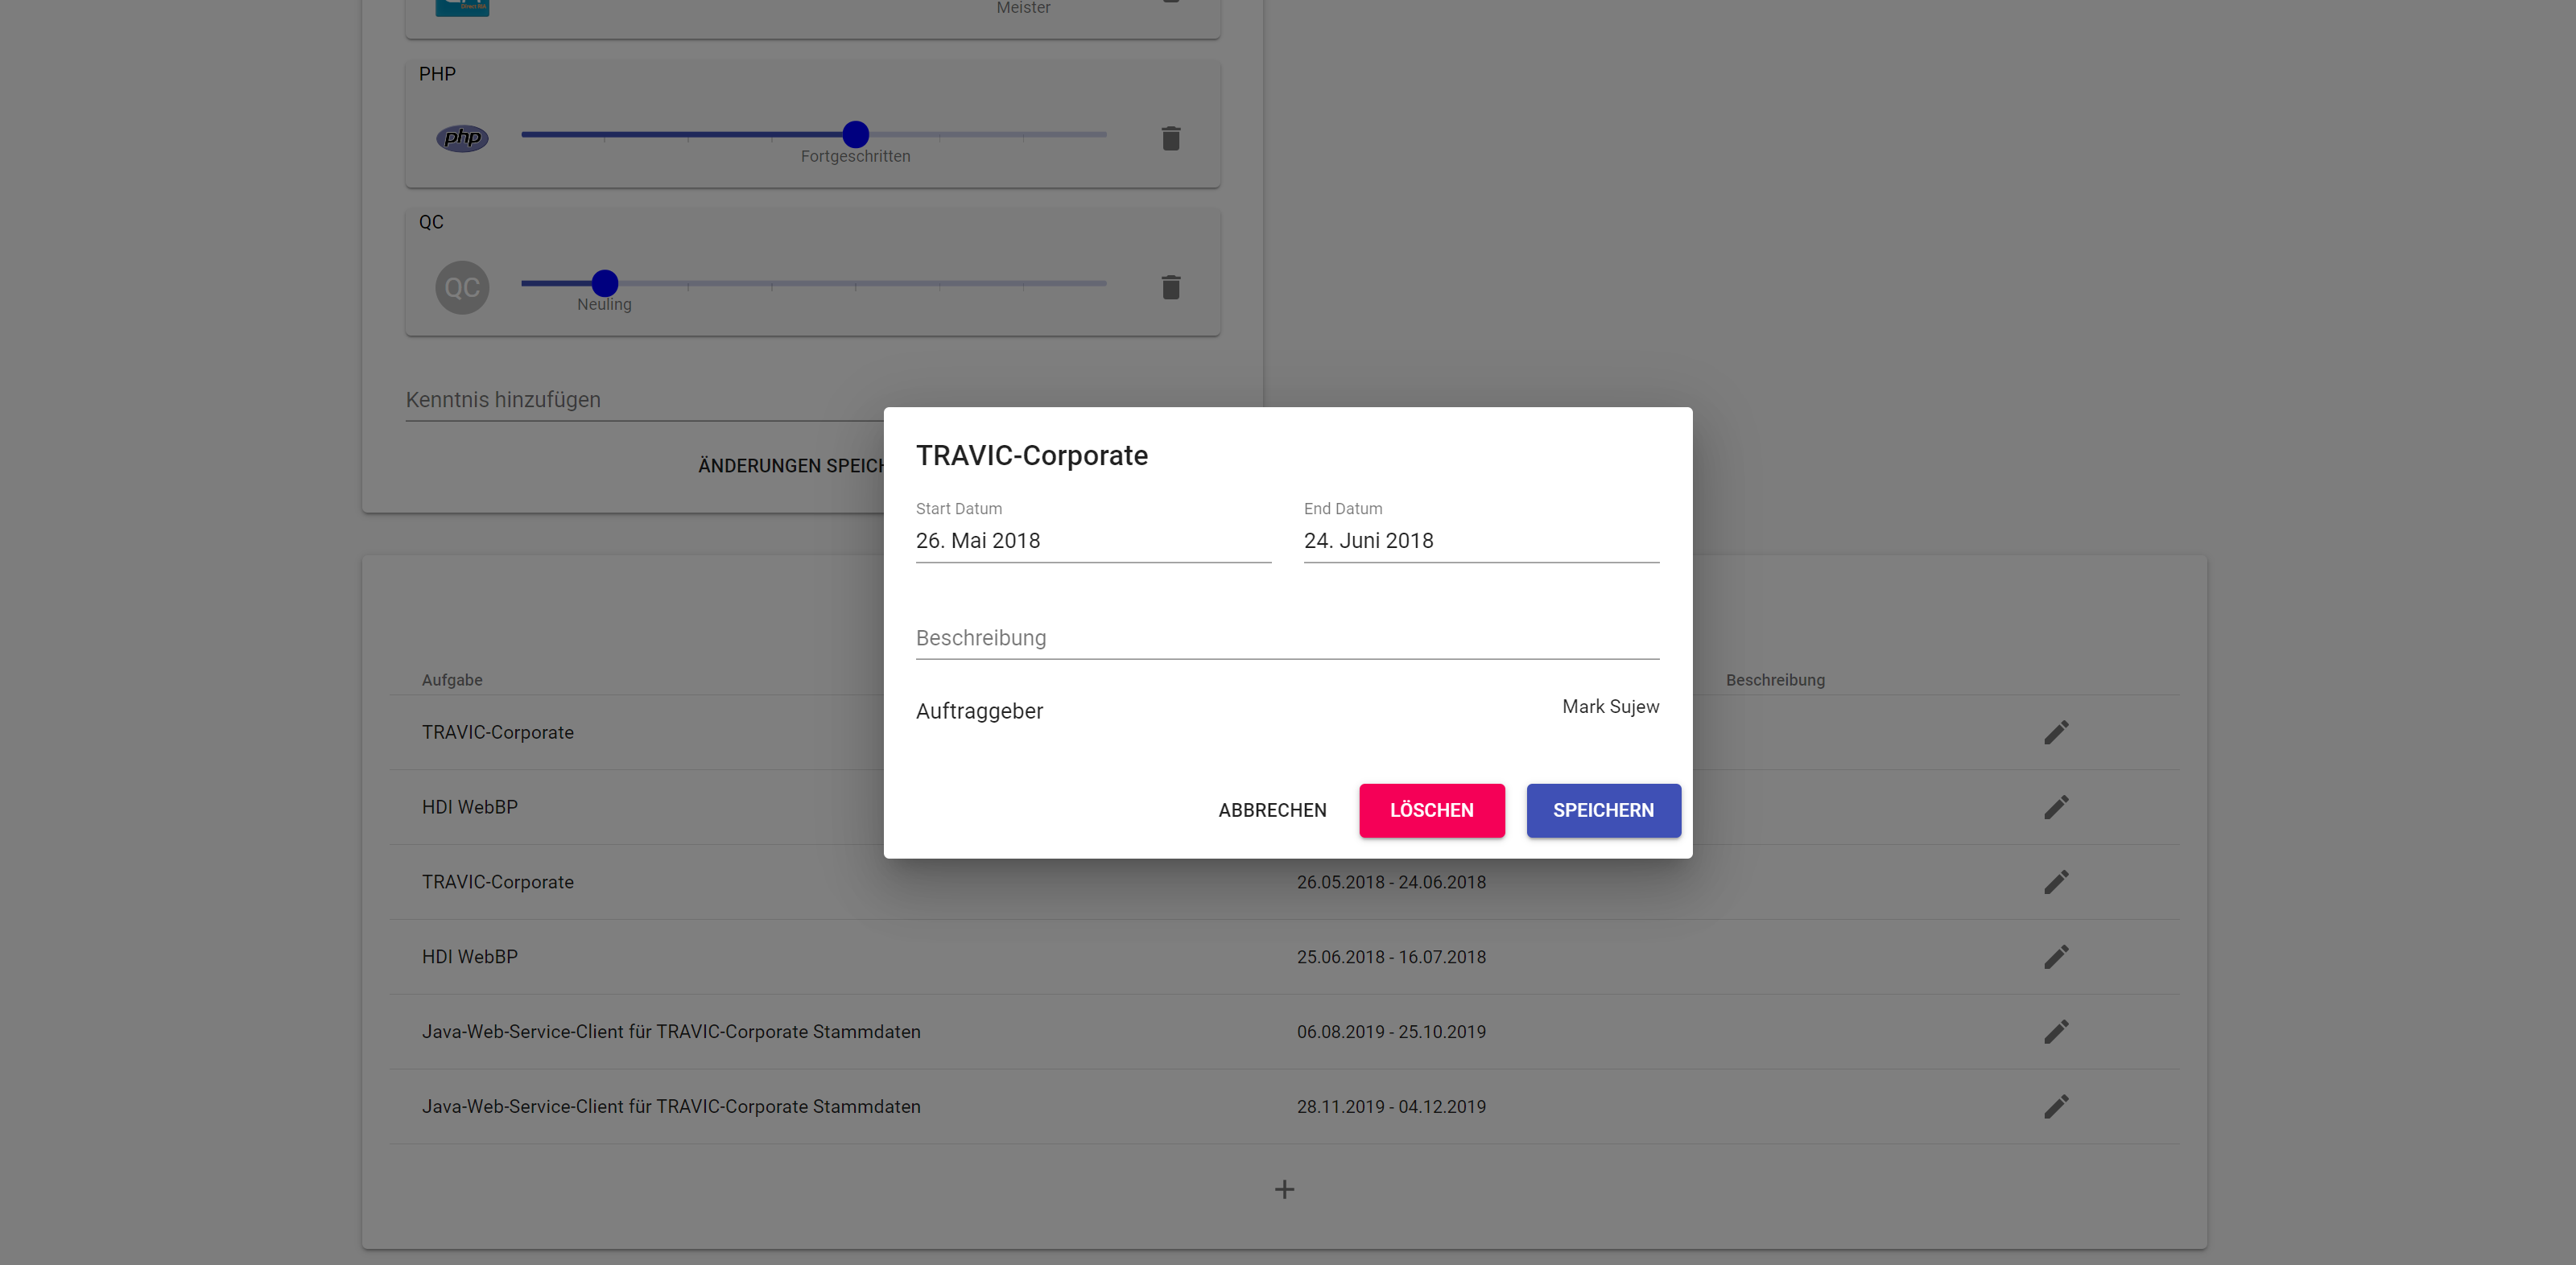 Direct RIS
Meister
PHP
php
Fortgeschritten
QC
QC
Neuling
Kenntnis hinzufügen
ÄNDERUNGEN
TRAVIC-Corporate
Start Datum
End Datum
26. Mai 2018
24. Juni 2018
Beschreibung
Auftraggeber
Mark Sujew
ABBRECHEN
LÖSCHEN
SPEICHERN
Aufgabe
Beschreibung
TRAVIC-Corporate
HDI WebBP
TRAVIC-Corporate
26.05.2018 - 24.06.2018
HDI WebBP
25.06.2018 - 16.07.2018
Java-Web-Service-Client für TRAVIC-Corporate Stammdaten
06.08.2019 - 25.10.2019
Java-Web-Service-Client für TRAVIC-Corporate Stammdaten
28.11.2019 - 04.12.2019